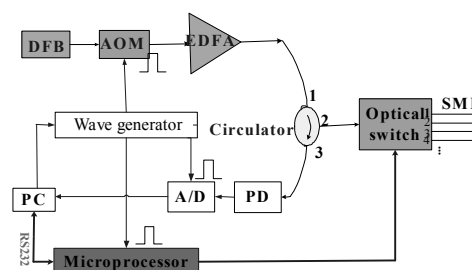 DFB
AOM
EDFA
1
Circulator
2
3
Wave generator
Optical
switch
SMF
1
2
3
4
⋮
PC
A/D
PD
RS232
Microprocessor